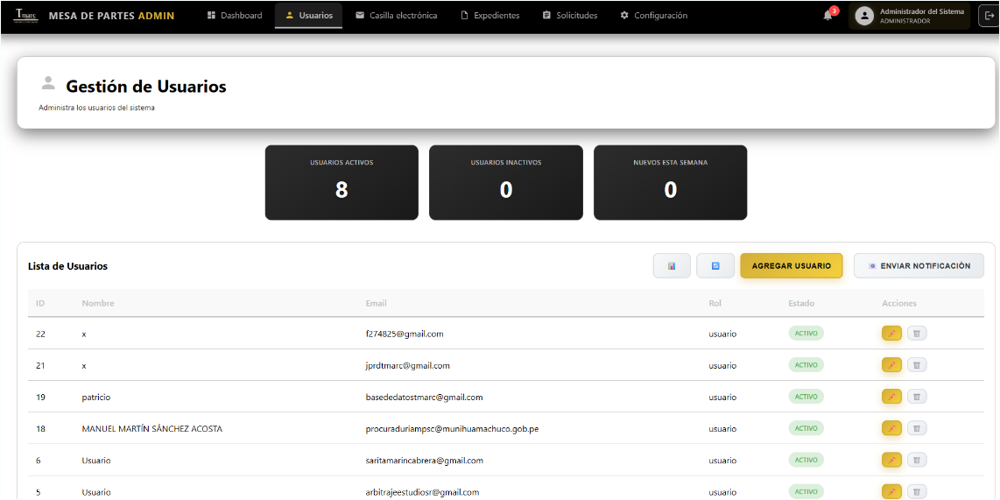 Tmarc
MESA DE PARTES ADMIN
Dashboard
Usuarios
Casilla electrónica
Expedientes
Solicitudes
Configuración
3
Administrador del Sistema
ADMINISTRADOR
Gestión de Usuarios
Administra los usuarios del sistema
USUARIOS ACTIVOS
8
USUARIOS INACTIVOS
0
NUEVOS ESTA SEMANA
0
Lista de Usuarios
AGREGAR USUARIO
ENVIAR NOTIFICACIÓN
ID Nombre Email Rol Estado Acciones
22 x f274825@gmail.com usuario ACTIVO
21 x jprdtmarc@gmail.com usuario ACTIVO
19 patricio basededatostmarc@gmail.com usuario ACTIVO
18 MANUEL MARTÍN SÁNCHEZ ACOSTA procuraduriampsc@munihuamachuco.gob.pe usuario ACTIVO
6 Usuario saritamarincabrera@gmail.com usuario ACTIVO
5 Usuario arbitrajeestudiosr@gmail.com usuario ACTIVO